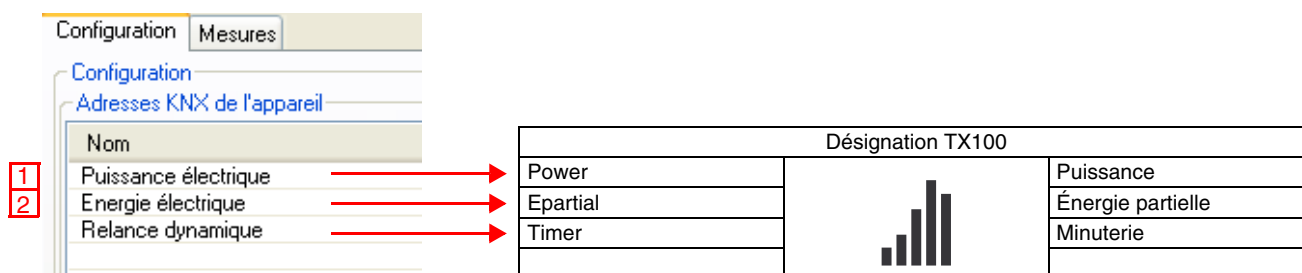 Configuration Mesures
Configuration
Adresses KNX de l'appareil
Nom
Désignation TX100
1 Puissance électrique Power Puissance
2 Energie électrique Epartial Énergie partielle
Relance dynamique Timer Minuterie